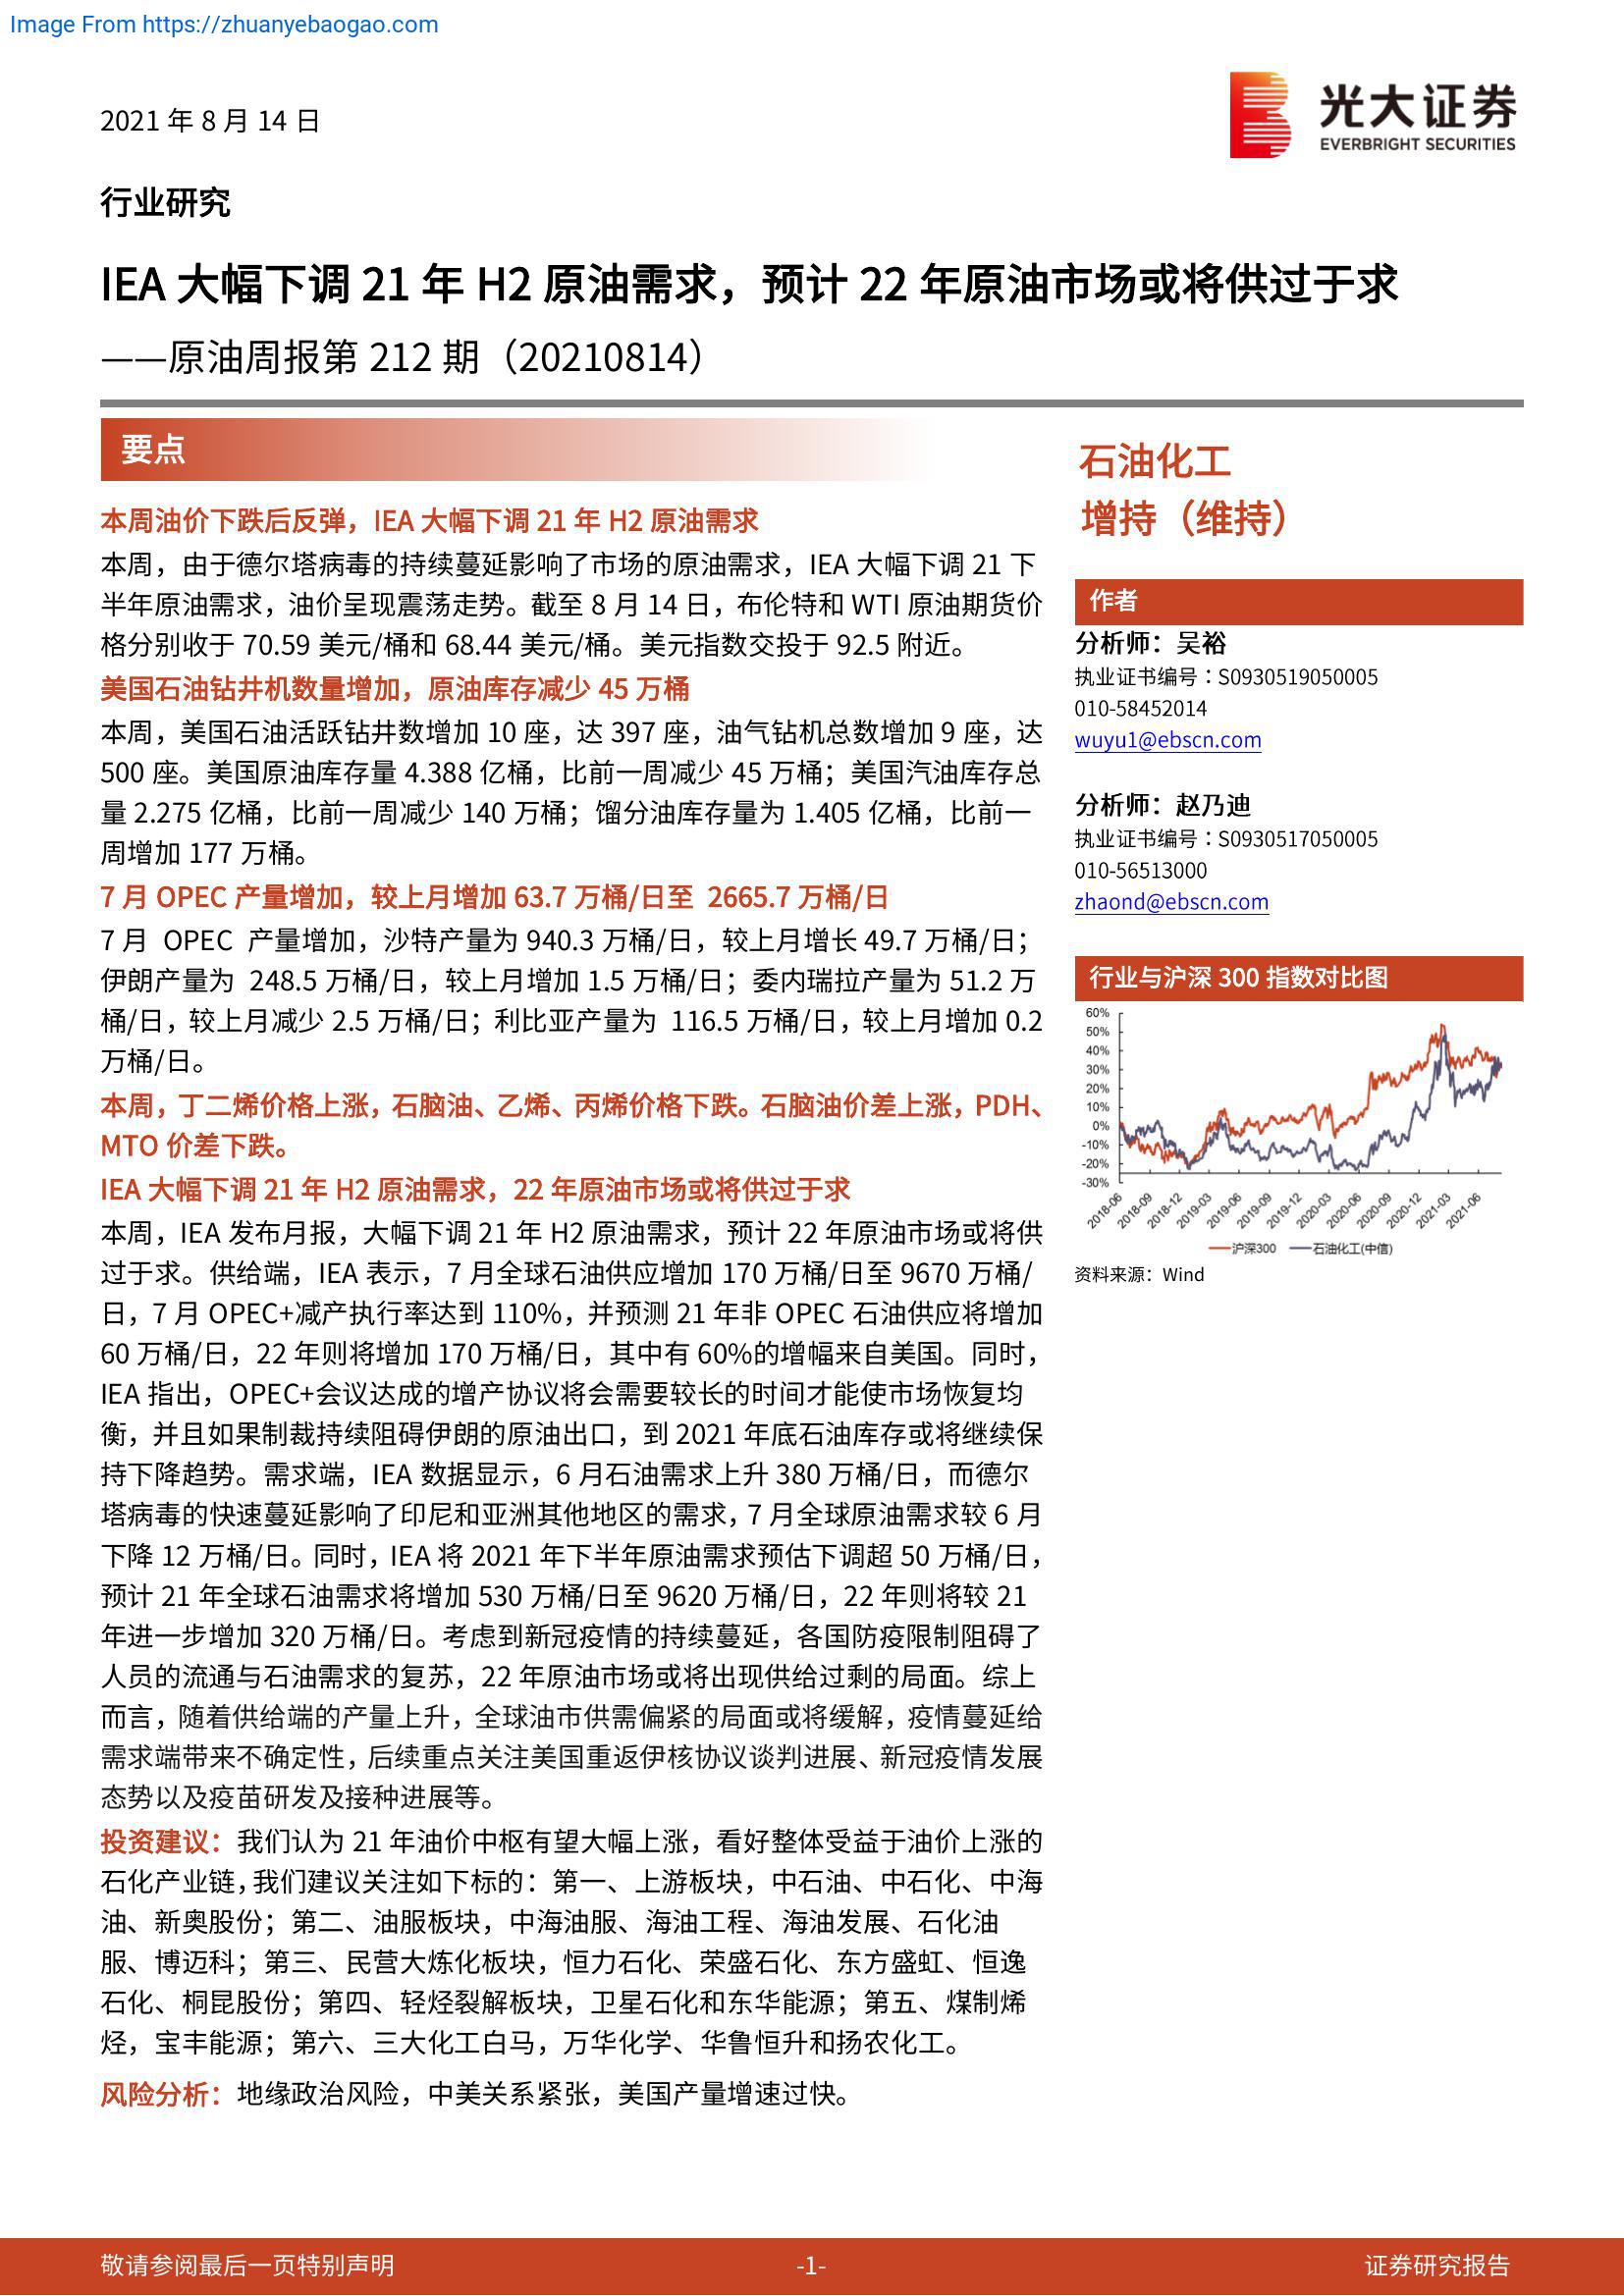 Image From https://zhuanyebaogao.com
2021 年 8 月 14 日
光大证券
EVERBRIGHT SECURITIES
行业研究
IEA 大幅下调 21 年 H2 原油需求，预计 22 年原油市场或将供过于求
——原油周报第 212 期（20210814）
要点
本周油价下跌后反弹，IEA 大幅下调 21 年 H2 原油需求
本周，由于德尔塔病毒的持续蔓延影响了市场的原油需求，IEA 大幅下调 21 下
半年原油需求，油价呈现震荡走势。截至 8 月 14 日，布伦特和 WTI 原油期货价
格分别收于 70.59 美元/桶和 68.44 美元/桶。美元指数交投于 92.5 附近。
美国石油钻井机数量增加，原油库存减少 45 万桶
本周，美国石油活跃钻井数增加 10 座，达 397 座，油气钻机总数增加 9 座，达
500 座。美国原油库存量 4.388 亿桶，比前一周减少 45 万桶；美国汽油库存总
量 2.275 亿桶，比前一周减少 140 万桶；馏分油库存量为 1.405 亿桶，比前一
周增加 177 万桶。
7 月 OPEC 产量增加，较上月增加 63.7 万桶/日至 2665.7 万桶/日
7 月 OPEC 产量增加，沙特产量为 940.3 万桶/日，较上月增长 49.7 万桶/日；
伊朗产量为 248.5 万桶/日，较上月增加 1.5 万桶/日；委内瑞拉产量为 51.2 万
桶/日，较上月减少 2.5 万桶/日；利比亚产量为 116.5 万桶/日，较上月增加 0.2
万桶/日。
本周，丁二烯价格上涨，石脑油、乙烯、丙烯价格下跌。石脑油价差上涨，PDH、
MTO 价差下跌。
IEA 大幅下调 21 年 H2 原油需求，22 年原油市场或将供过于求
本周，IEA 发布月报，大幅下调 21 年 H2 原油需求，预计 22 年原油市场或将供
过于求。供给端，IEA 表示，7 月全球石油供应增加 170 万桶/日至 9670 万桶/
日，7 月 OPEC+减产执行率达到 110%，并预测 21 年非 OPEC 石油供应将增加
60 万桶/日，22 年则将增加 170 万桶/日，其中有 60%的增幅来自美国。同时，
IEA 指出，OPEC+会议达成的增产协议将会需要较长的时间才能使市场恢复均
衡，并且如果制裁持续阻碍伊朗的原油出口，到 2021 年底石油库存或将继续保
持下降趋势。需求端，IEA 数据显示，6 月石油需求上升 380 万桶/日，而德尔
塔病毒的快速蔓延影响了印尼和亚洲其他地区的需求，7 月全球原油需求较 6 月
下降 12 万桶/日。同时，IEA 将 2021 年下半年原油需求预估下调超 50 万桶/日，
预计 21 年全球石油需求将增加 530 万桶/日至 9620 万桶/日，22 年则将较 21
年进一步增加 320 万桶/日。考虑到新冠疫情的持续蔓延，各国防疫限制阻碍了
人员的流通与石油需求的复苏，22 年原油市场或将出现供给过剩的局面。综上
而言，随着供给端的产量上升，全球油市供需偏紧的局面或将缓解，疫情蔓延给
需求端带来不确定性，后续重点关注美国重返伊核协议谈判进展、新冠疫情发展
态势以及疫苗研发及接种进展等。
投资建议：我们认为 21 年油价中枢有望大幅上涨，看好整体受益于油价上涨的
石化产业链，我们建议关注如下标的：第一、上游板块，中石油、中石化、中海
油、新奥股份；第二、油服板块，中海油服、海油工程、海油发展、石化油
服、博迈科；第三、民营大炼化板块，恒力石化、荣盛石化、东方盛虹、恒逸
石化、桐昆股份；第四、轻烃裂解板块，卫星石化和东华能源；第五、煤制烯
烃，宝丰能源；第六、三大化工白马，万华化学、华鲁恒升和扬农化工。
风险分析：地缘政治风险，中美关系紧张，美国产量增速过快。
石油化工
增持（维持）
作者
分析师：吴裕
执业证书编号：S0930519050005
010-58452014
wuyu1@ebscn.com
分析师：赵乃迪
执业证书编号：S0930517050005
010-56513000
zhaond@ebscn.com
行业与沪深 300 指数对比图
60%
50%
40%
30%
20%
10%
0%
-10%
-20%
-30%
2018-06
2018-09
2018-12
2019-03
2019-06
2019-09
2019-12
2020-03
2020-06
2020-09
2020-12
2021-03
2021-06
沪深300 石油化工(中信)
资料来源：Wind
敬请参阅最后一页特别声明
-1-
证券研究报告